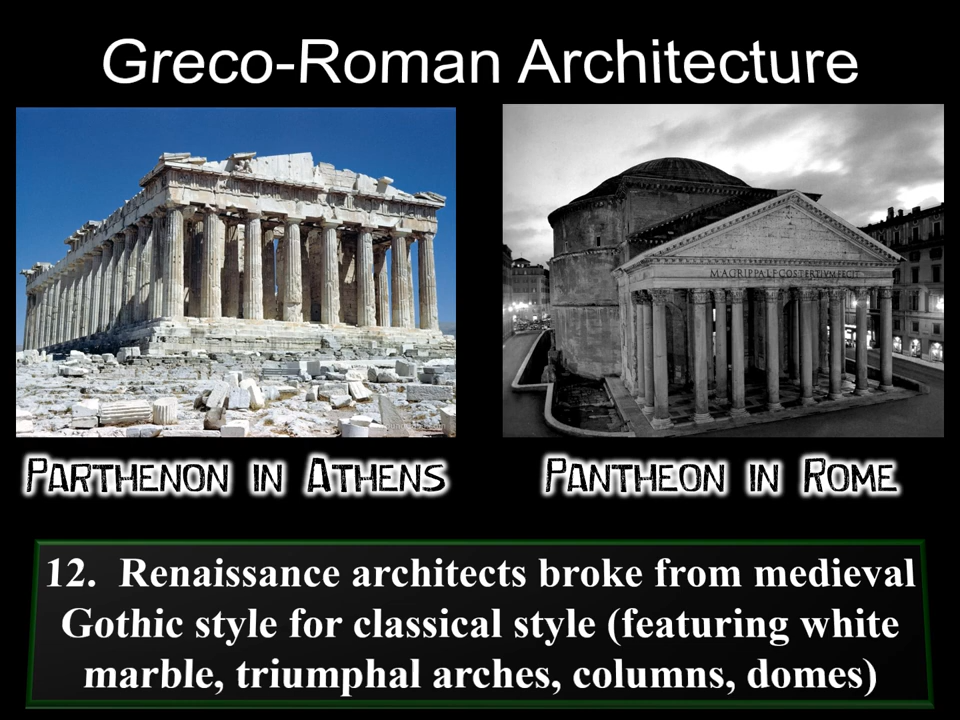 Greco-Roman Architecture
M·AGRIPPA·L·F·COS·TERTIVM·FECIT
Parthenon in Athens
Pantheon in Rome
12. Renaissance architects broke from medieval
Gothic style for classical style (featuring white
marble, triumphal arches, columns, domes)